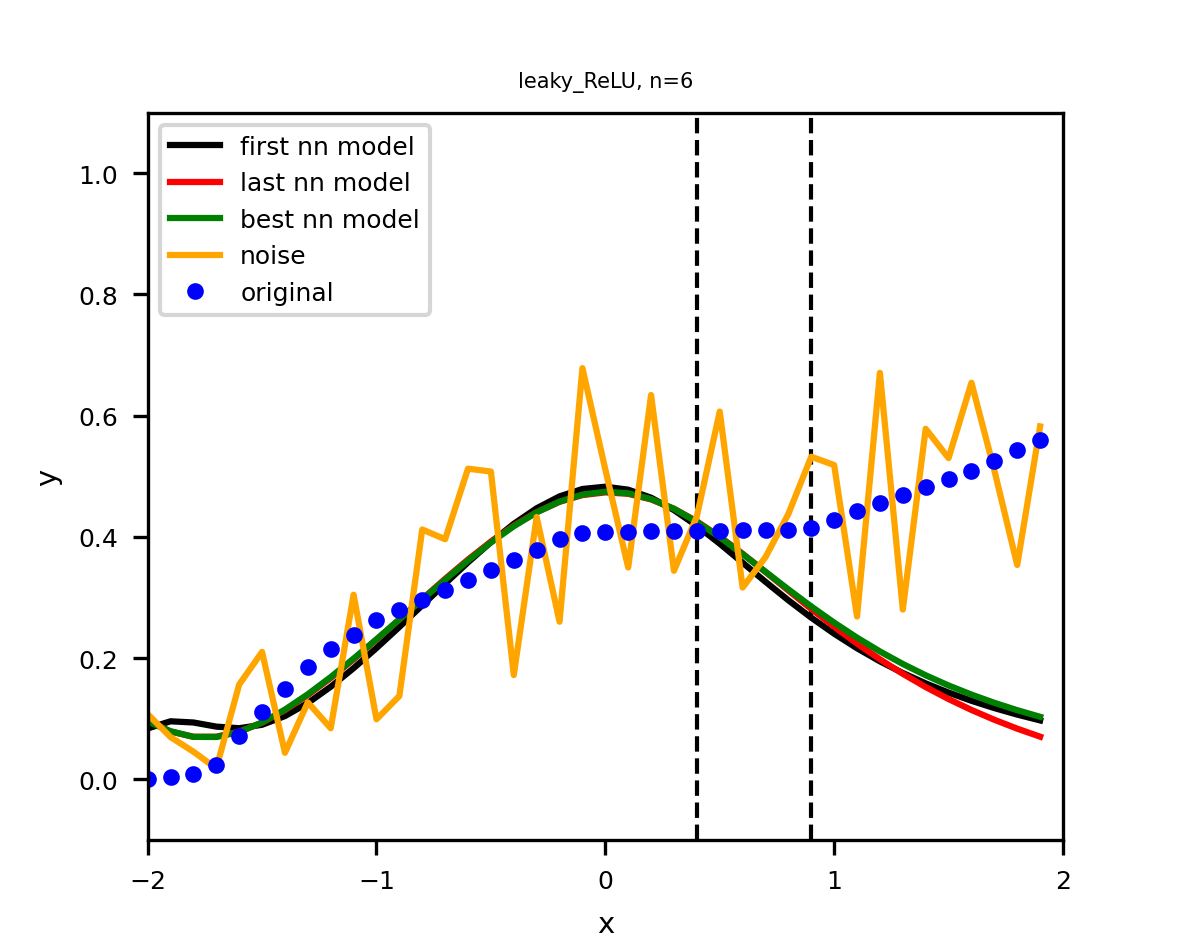 leaky_ReLU, n=6
first nn model
last nn model
best nn model
noise
original
1.0
0.8
0.6
0.4
0.2
0.0
y
−2
−1
0
1
2
x